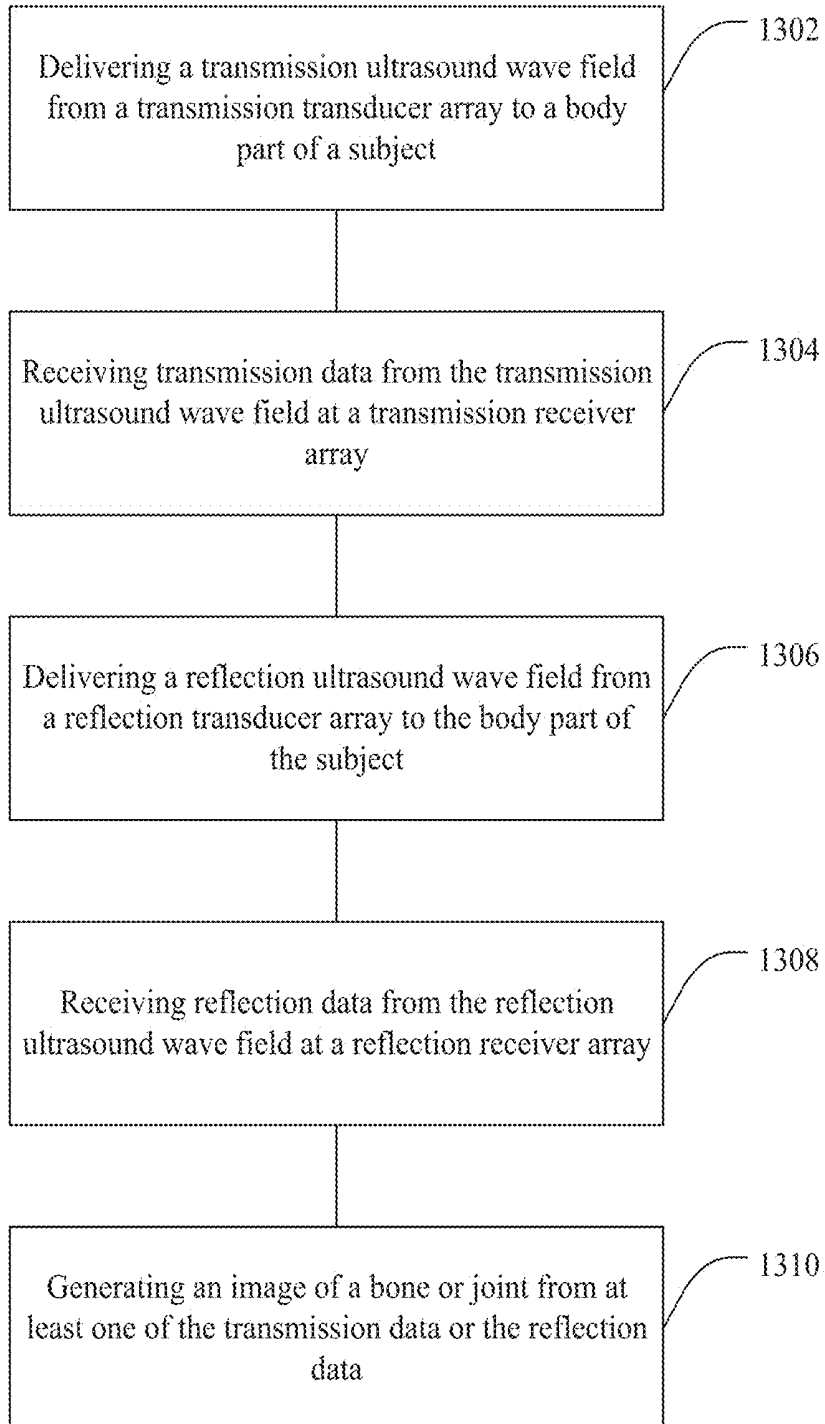 1302
Delivering a transmission ultrasound wave field
from a transmission transducer array to a body
part of a subject
1304
Receiving transmission data from the transmission
ultrasound wave field at a transmission receiver
array
1306
Delivering a reflection ultrasound wave field from
a reflection transducer array to the body part of
the subject
1308
Receiving reflection data from the reflection
ultrasound wave field at a reflection receiver array
1310
Generating an image of a bone or joint from at
least one of the transmission data or the reflection
data